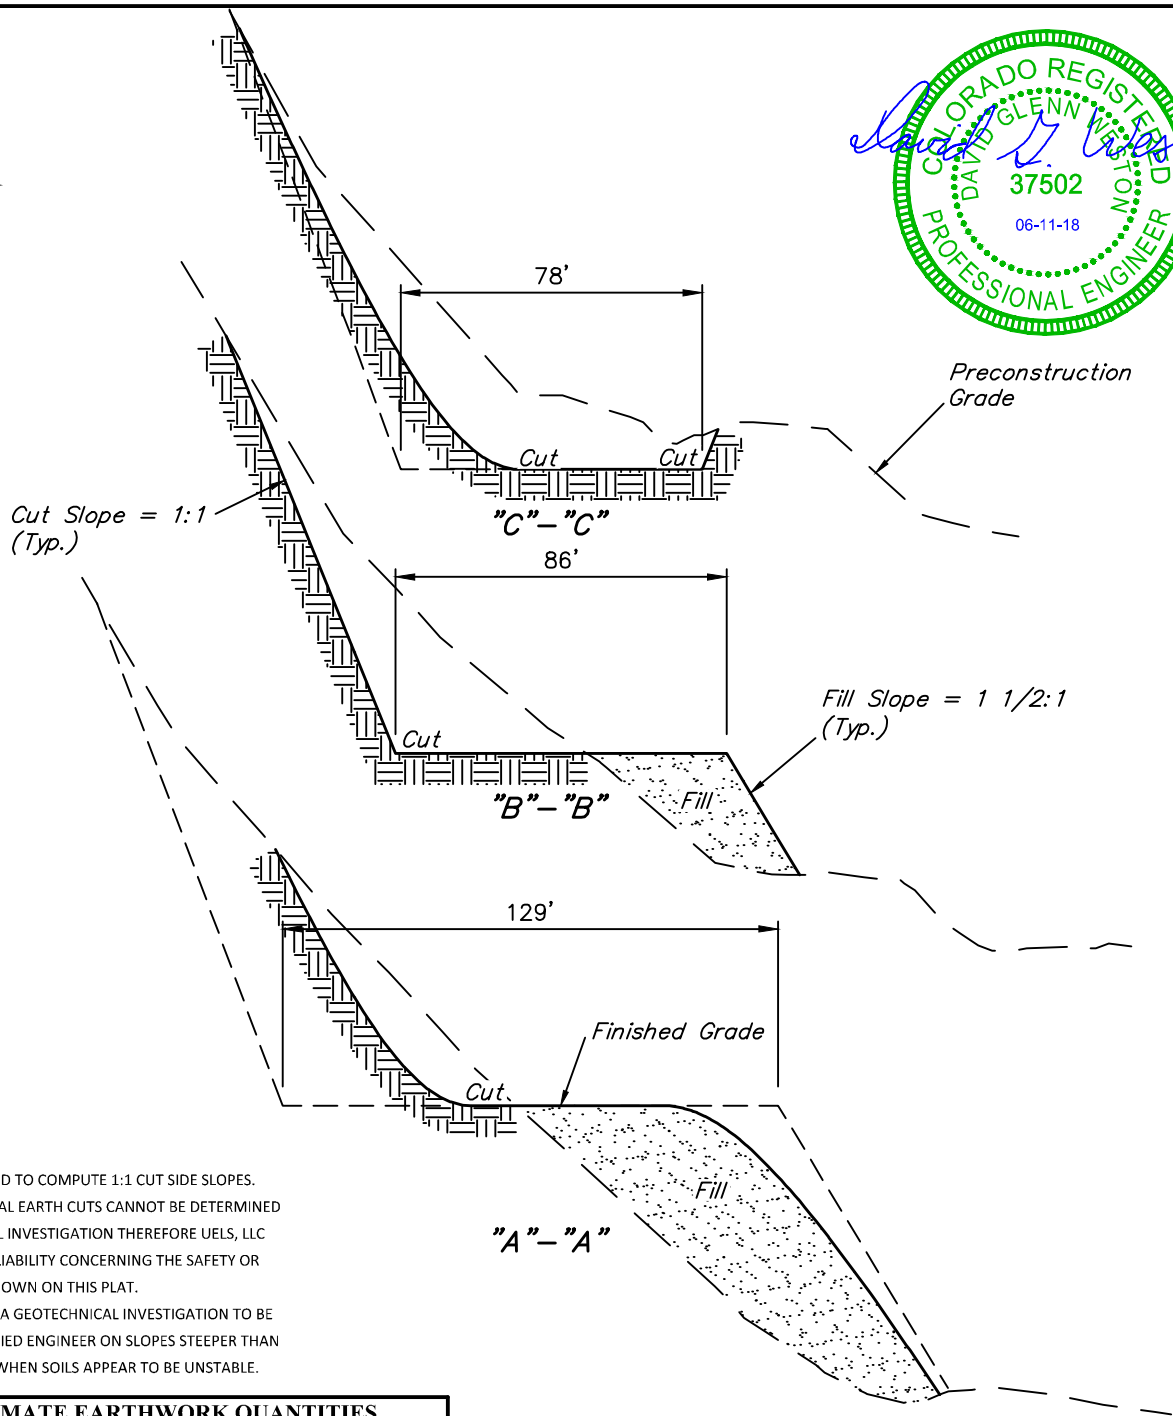 COLORADO REGISTERED
PROFESSIONAL ENGINEER
DAVID GLENN WESTON
37502
06-11-18
David G. Wes
78'
Preconstruction
Grade
Cut
Cut
"C"-"C"
Cut Slope = 1:1
(Typ.)
86'
Fill Slope = 1 1/2:1
(Typ.)
Cut
Fill
"B"-"B"
129'
Finished Grade
Cut
Fill
"A"-"A"
D TO COMPUTE 1:1 CUT SIDE SLOPES.
AL EARTH CUTS CANNOT BE DETERMINED
L INVESTIGATION THEREFORE UELS, LLC
LIABILITY CONCERNING THE SAFETY OR
OWN ON THIS PLAT.
A GEOTECHNICAL INVESTIGATION TO BE
IED ENGINEER ON SLOPES STEEPER THAN
WHEN SOILS APPEAR TO BE UNSTABLE.
MATE EARTHWORK QUANTITIES